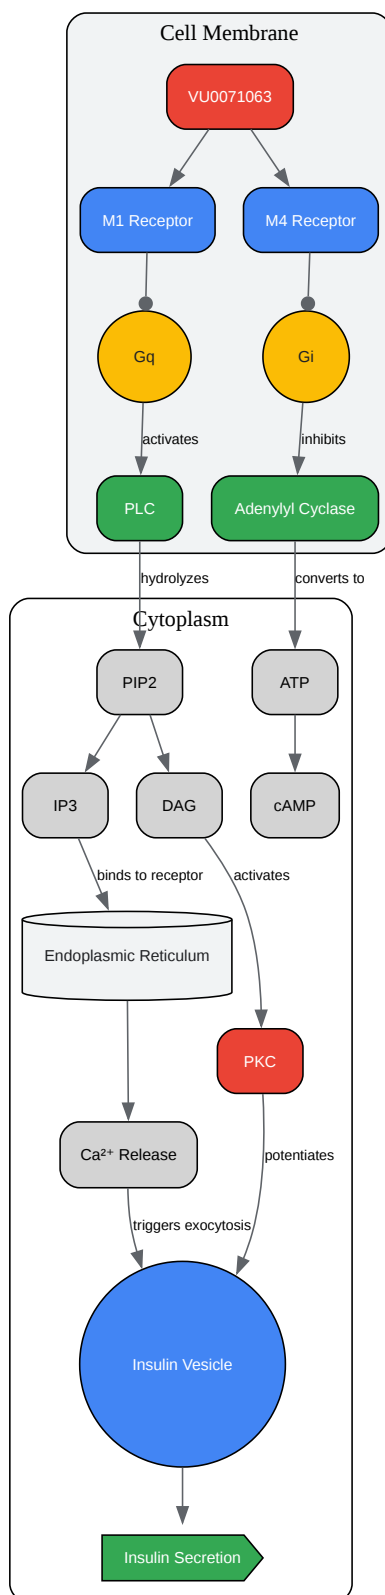 Cell Membrane
VU0071063
M1 Receptor
M4 Receptor
Gq
Gi
activates
inhibits
PLC
Adenylyl Cyclase
hydrolyzes
converts to
Cytoplasm
PIP2
ATP
IP3
DAG
cAMP
binds to receptor
activates
Endoplasmic Reticulum
PKC
Ca²⁺ Release
potentiates
triggers exocytosis
Insulin Vesicle
Insulin Secretion